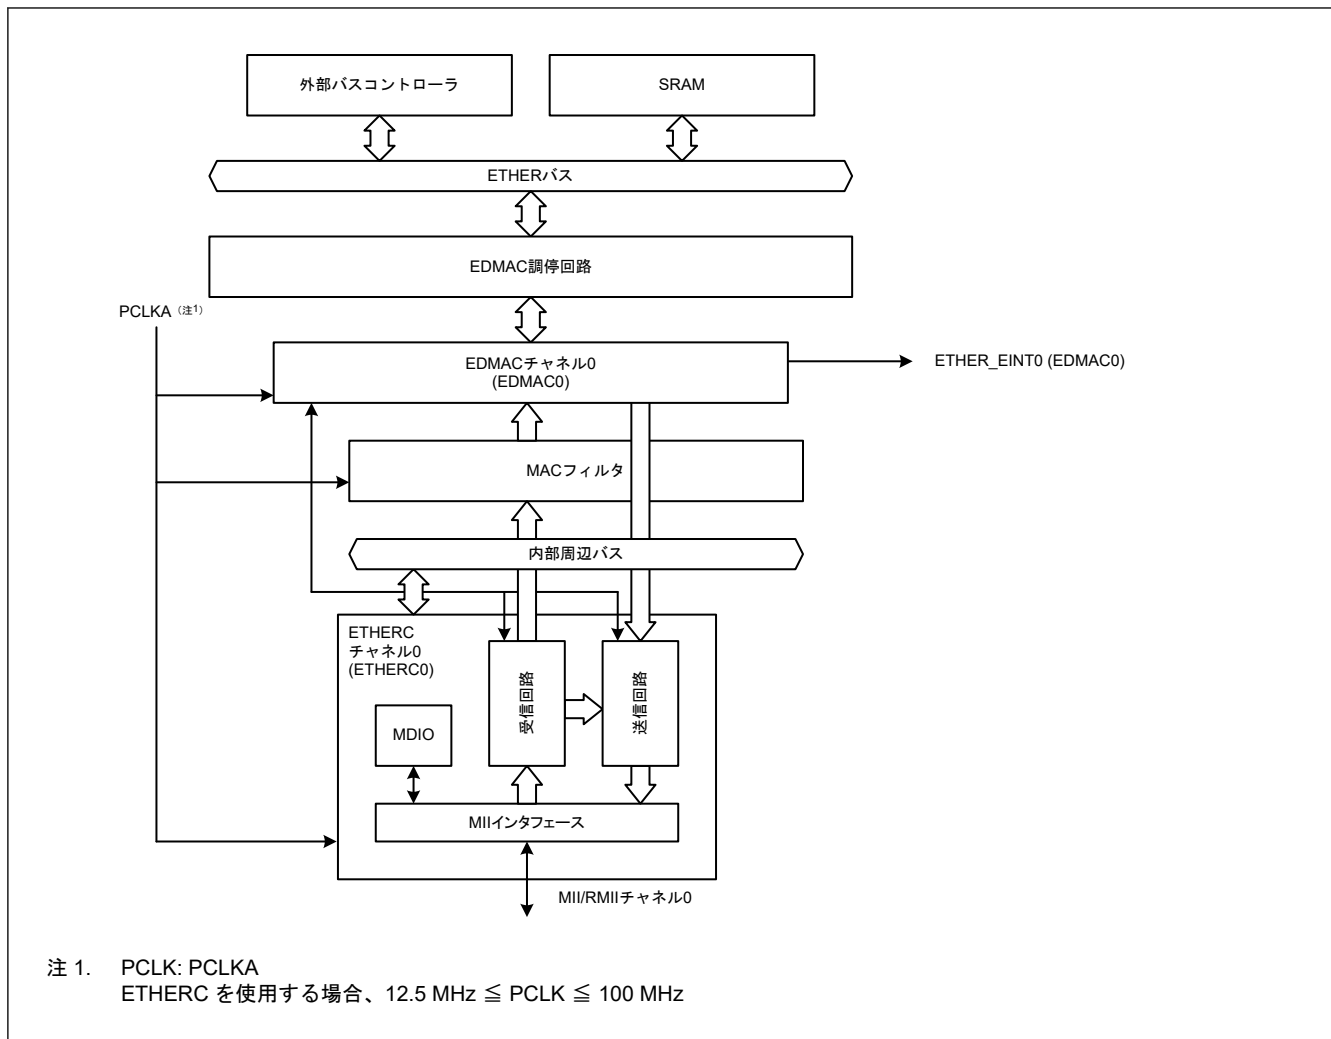 外部バスコントローラ
SRAM
ETHERバス
EDMAC調停回路
PCLKA（注1）
EDMACチャネル0
(EDMAC0)
ETHER_EINT0 (EDMAC0)
MACフィルタ
内部周辺バス
ETHERC
チャネル0
(ETHERC0)
受信回路
送信回路
MDIO
MIIインタフェース
MII/RMIIチャネル0
注 1. PCLK: PCLKA
ETHERC を使用する場合、12.5 MHz ≦ PCLK ≦ 100 MHz